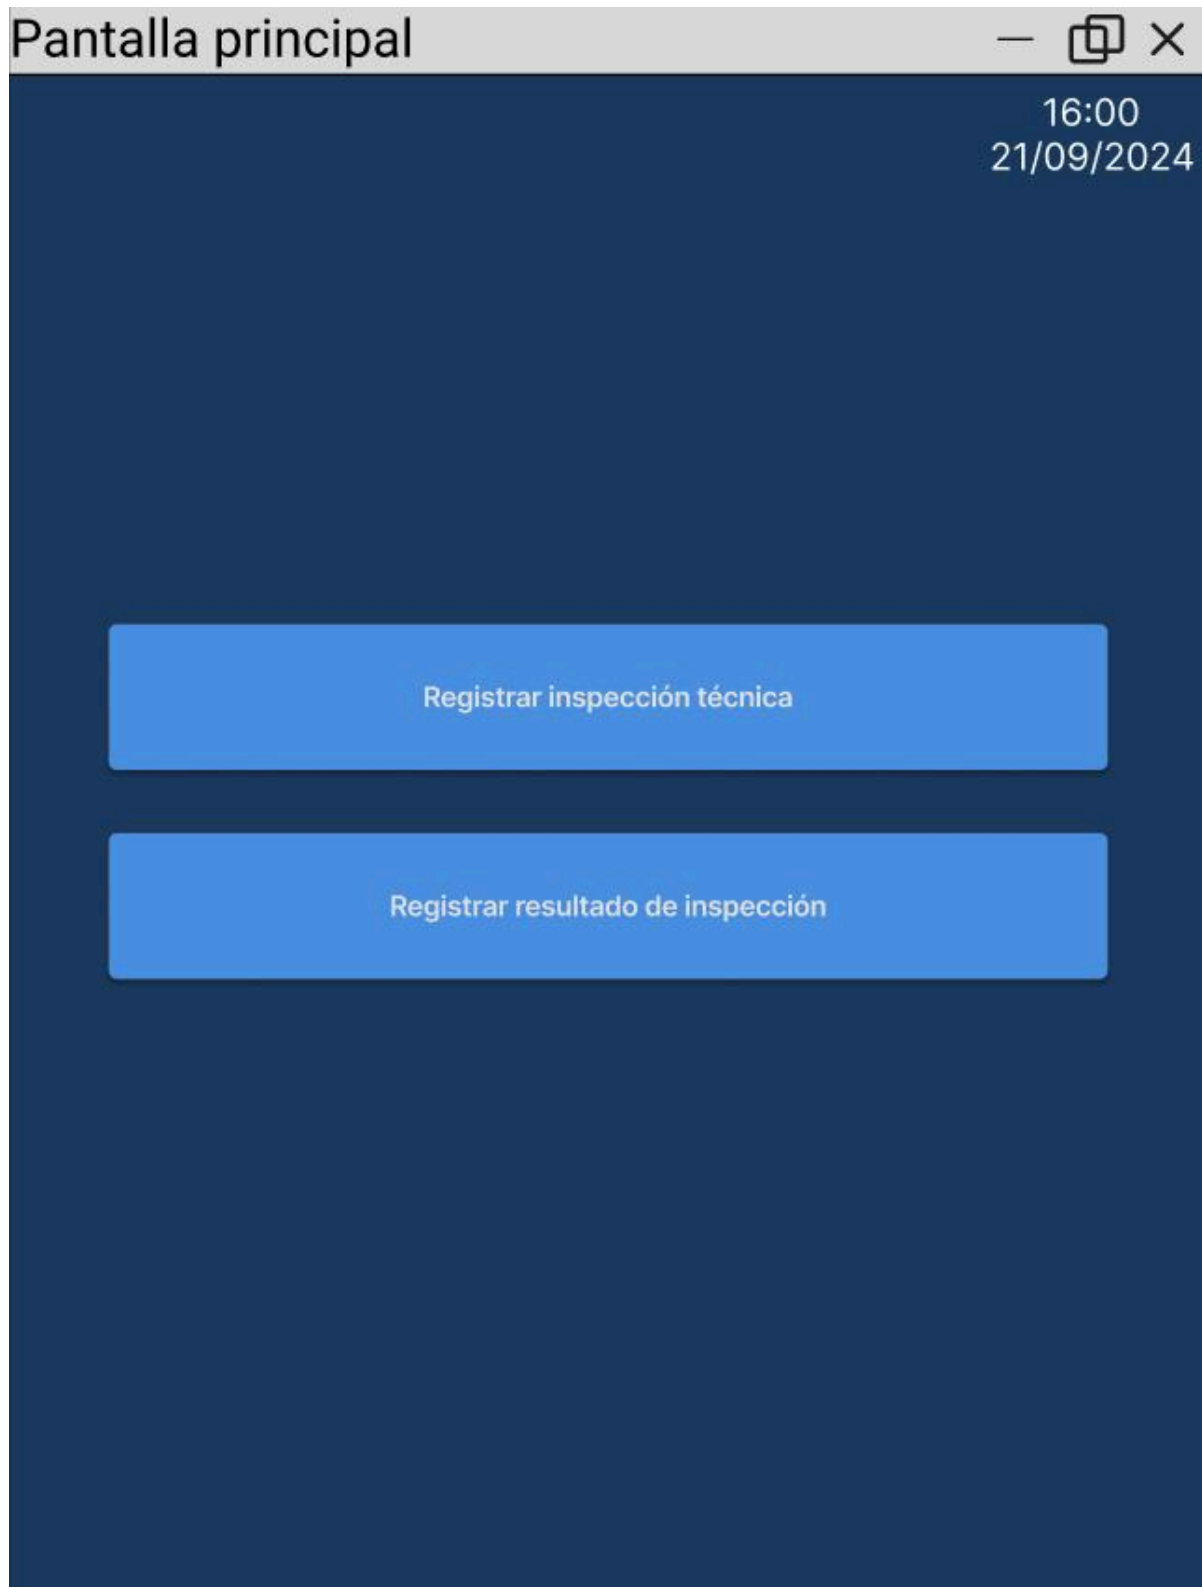 Pantalla principal
16:00
21/09/2024
Registrar inspección técnica
Registrar resultado de inspección